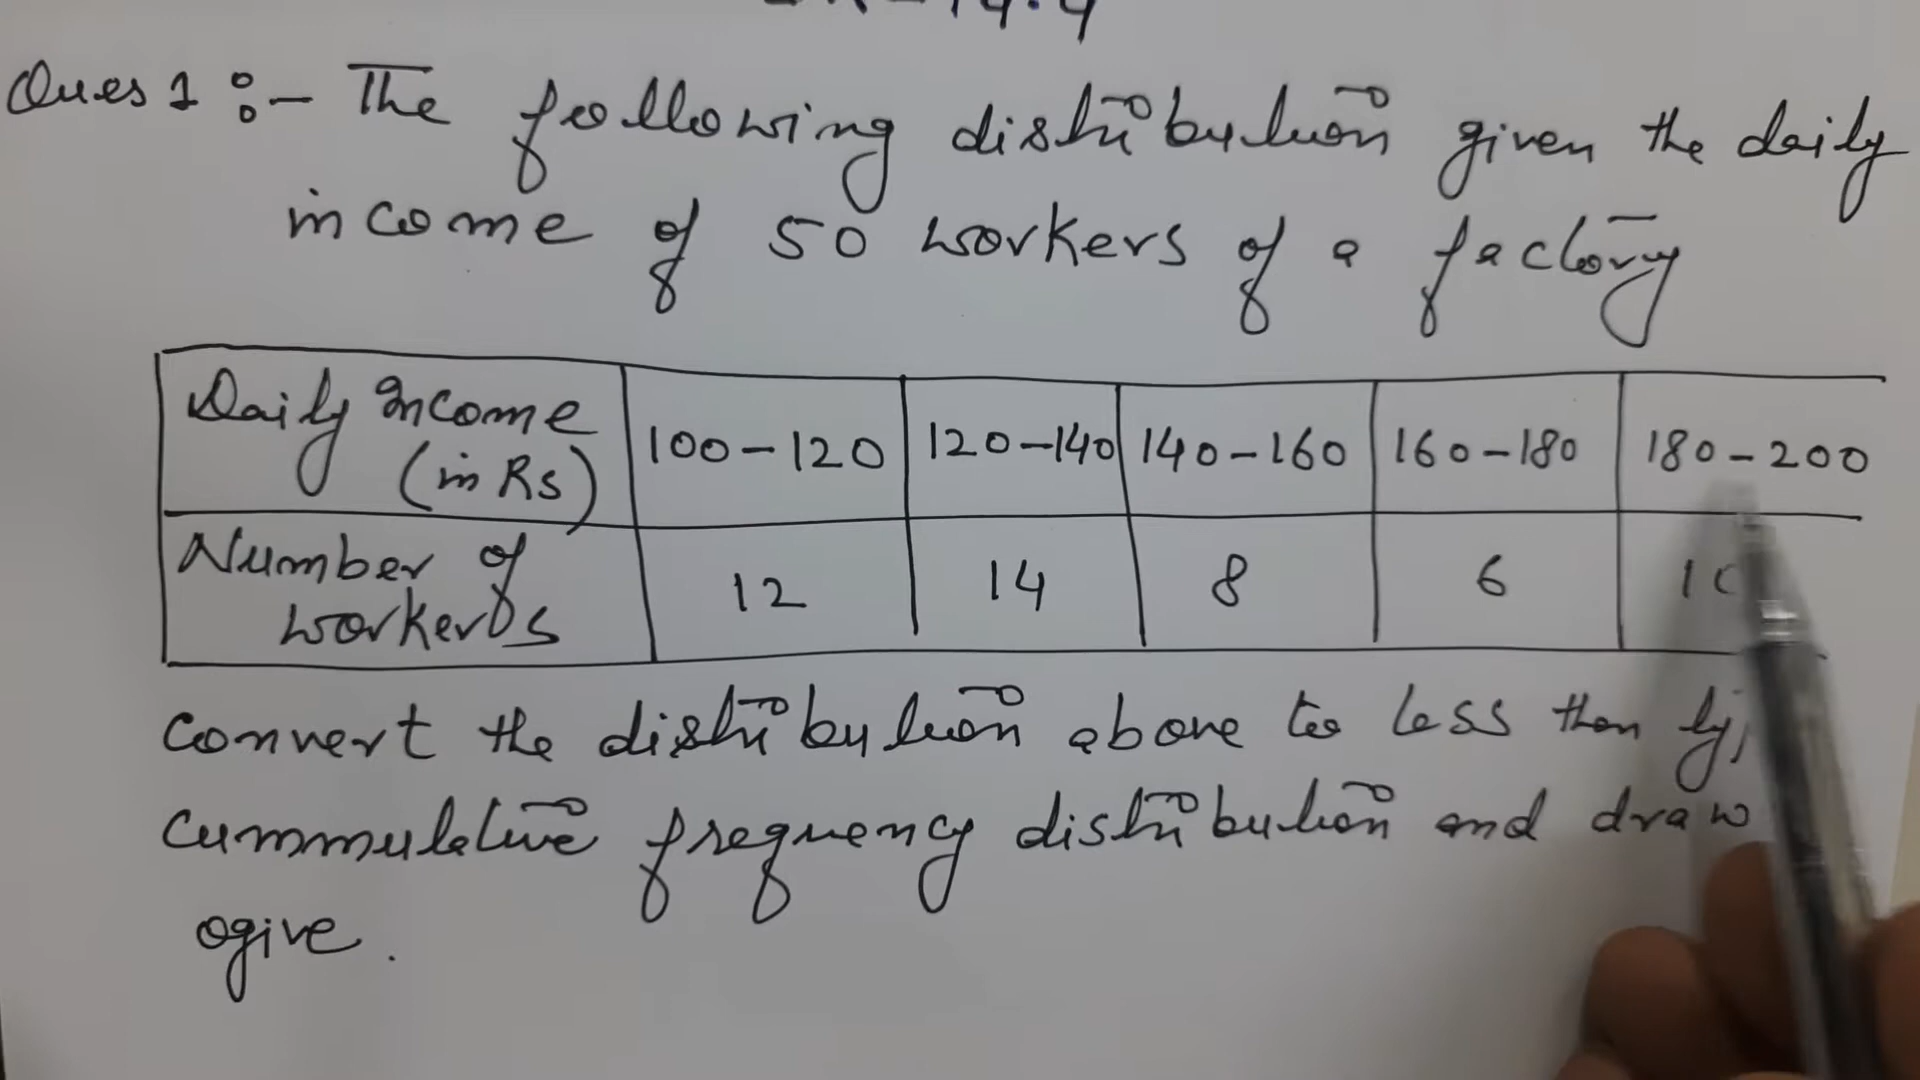 Ques 1 :- The following distribution given the daily
income of 50 workers of a factory
Daily Income (in Rs) 100-120 120-140 140-160 160-180 180-200
Number of workers 12 14 8 6
convert the distribution above to less than
cummulative frequency distribution and draw
ogive.